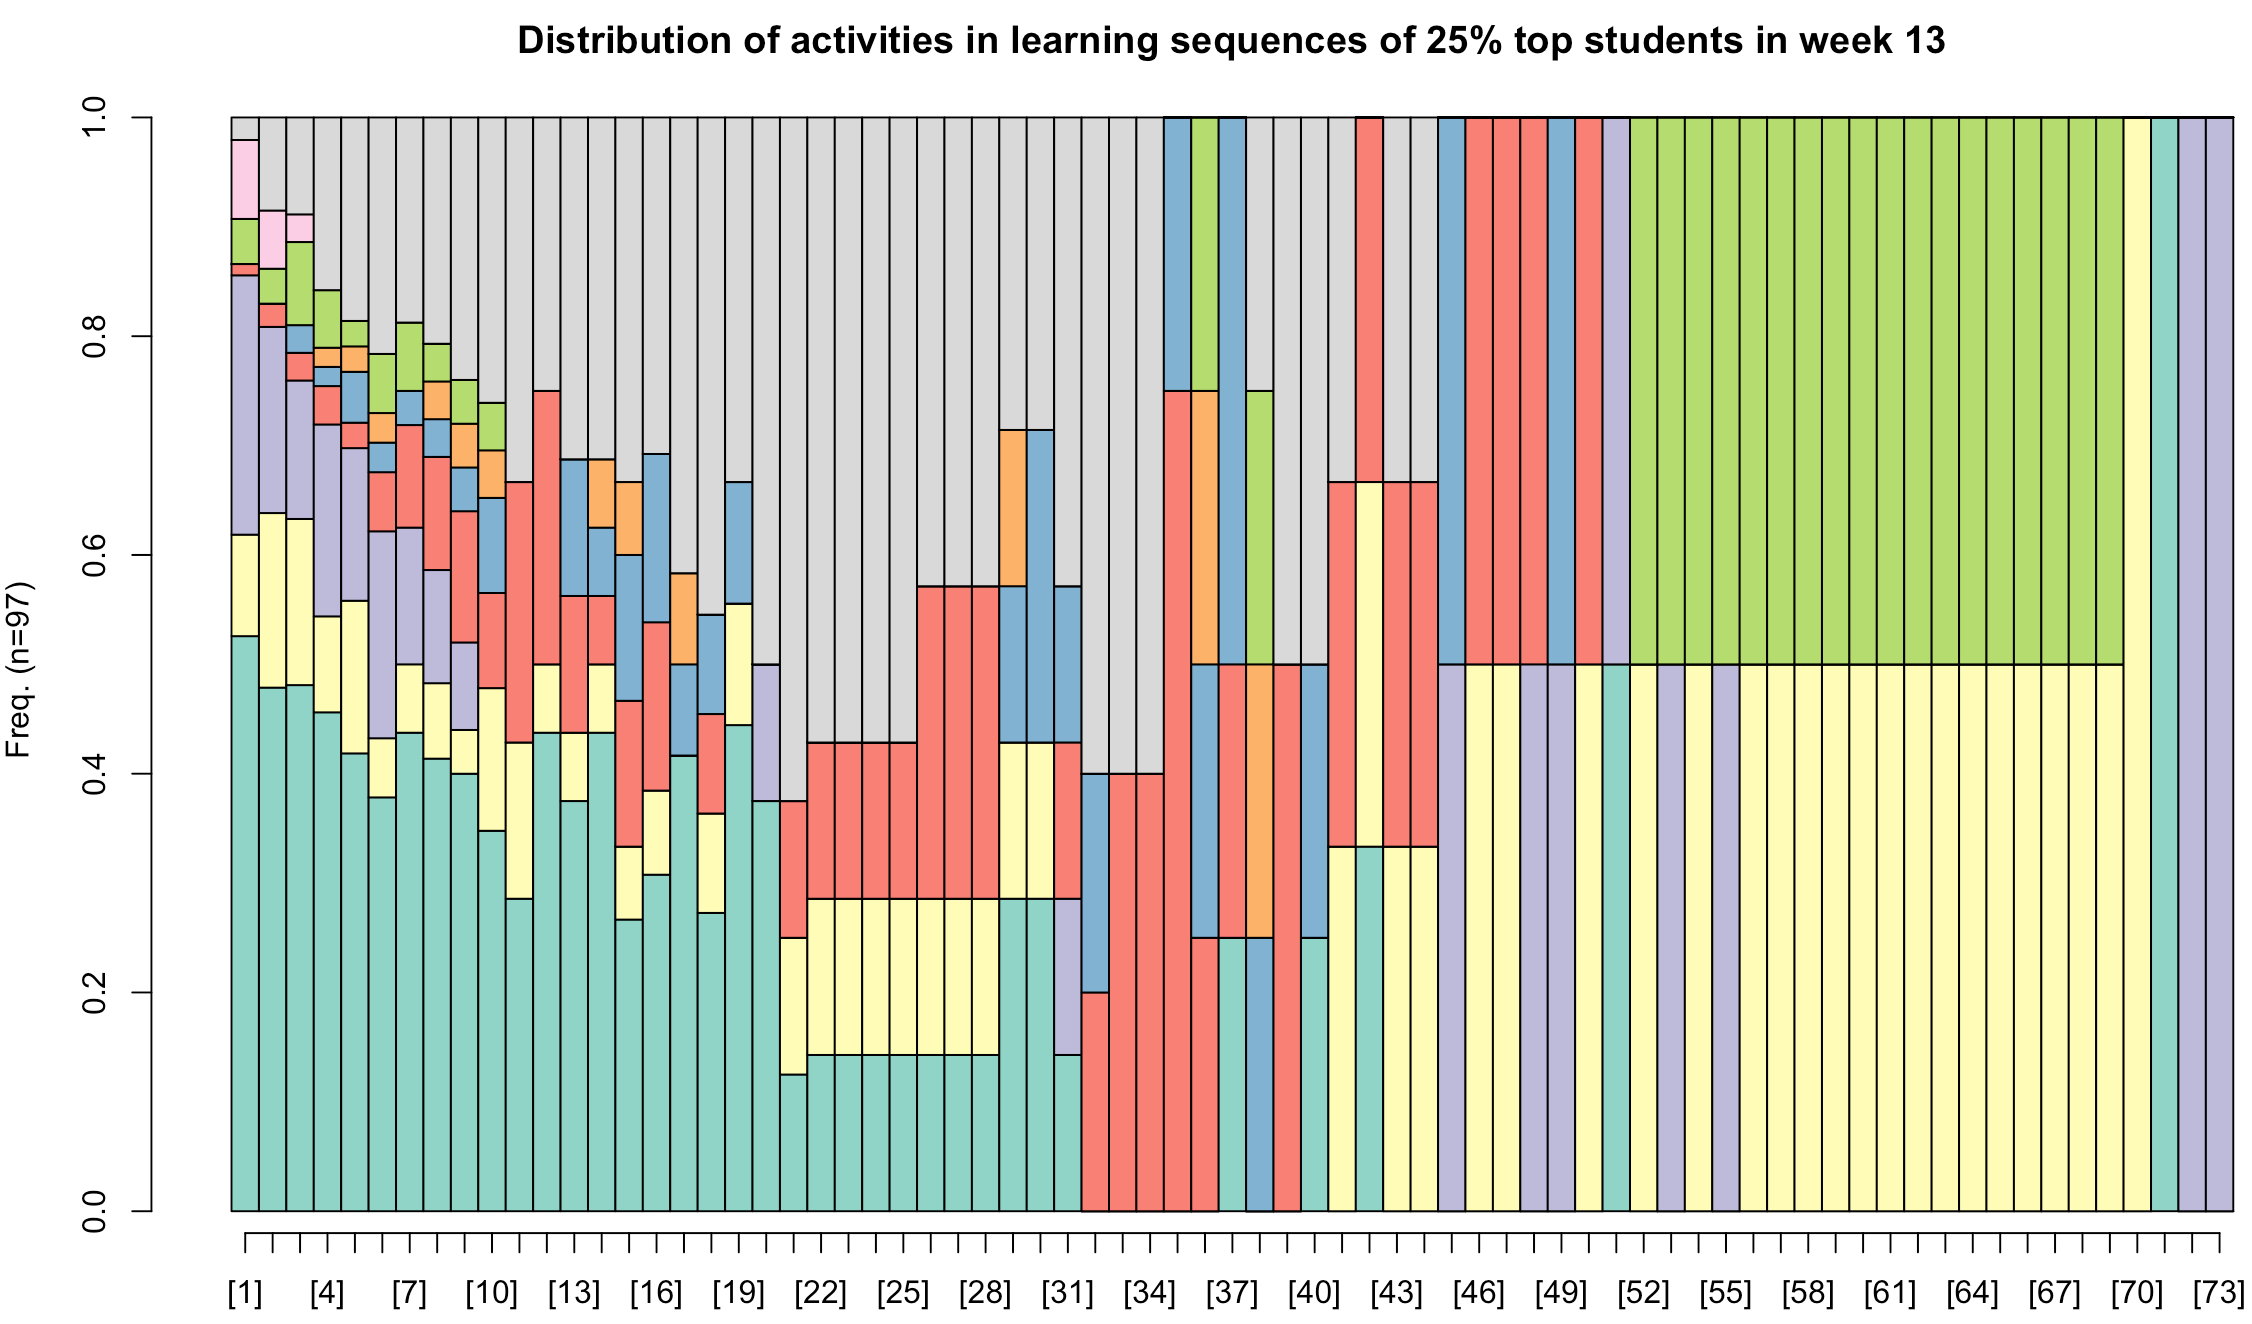 Distribution of activities in learning sequences of 25% top students in week 13
1.0
0.8
0.6
0.4
0.2
0.0
Freq. (n=97)
[1] [4] [7] [10] [13] [16] [19] [22] [25] [28] [31] [34] [37] [40] [43] [46] [49] [52] [55] [58] [61] [64] [67] [70] [73]